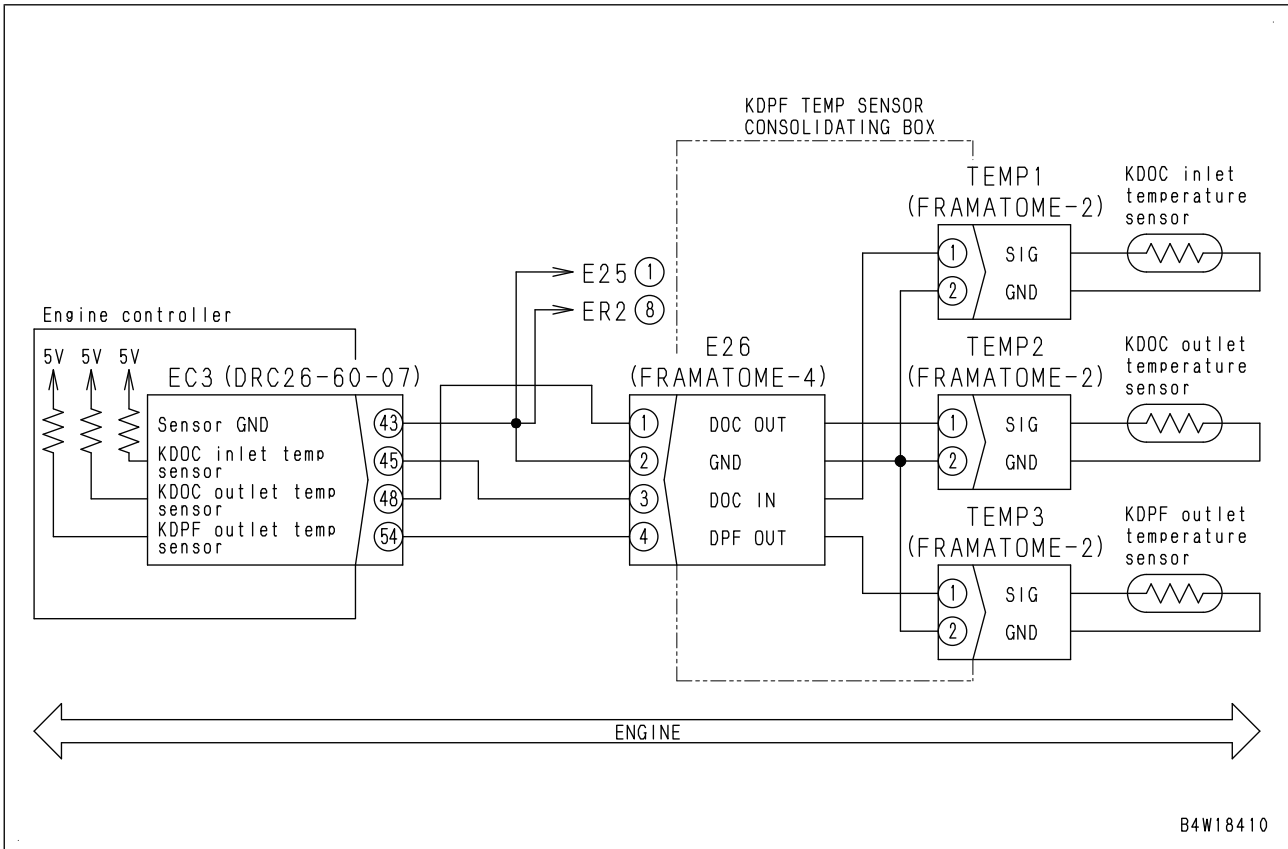 KDPF TEMP SENSOR
CONSOLIDATING BOX
TEMP1
(FRAMATOME-2)
1 SIG
2 GND
KDOC inlet
temperature
sensor
E25 1
ER2 8
Engine controller
5V 5V 5V
EC3 (DRC26-60-07)
Sensor GND 43
KDOC inlet temp
sensor 45
KDOC outlet temp
sensor 48
KDPF outlet temp
sensor 54
E26
(FRAMATOME-4)
1 DOC OUT
2 GND
3 DOC IN
4 DPF OUT
TEMP2
(FRAMATOME-2)
1 SIG
2 GND
KDOC outlet
temperature
sensor
TEMP3
(FRAMATOME-2)
1 SIG
2 GND
KDPF outlet
temperature
sensor
ENGINE
B4W18410